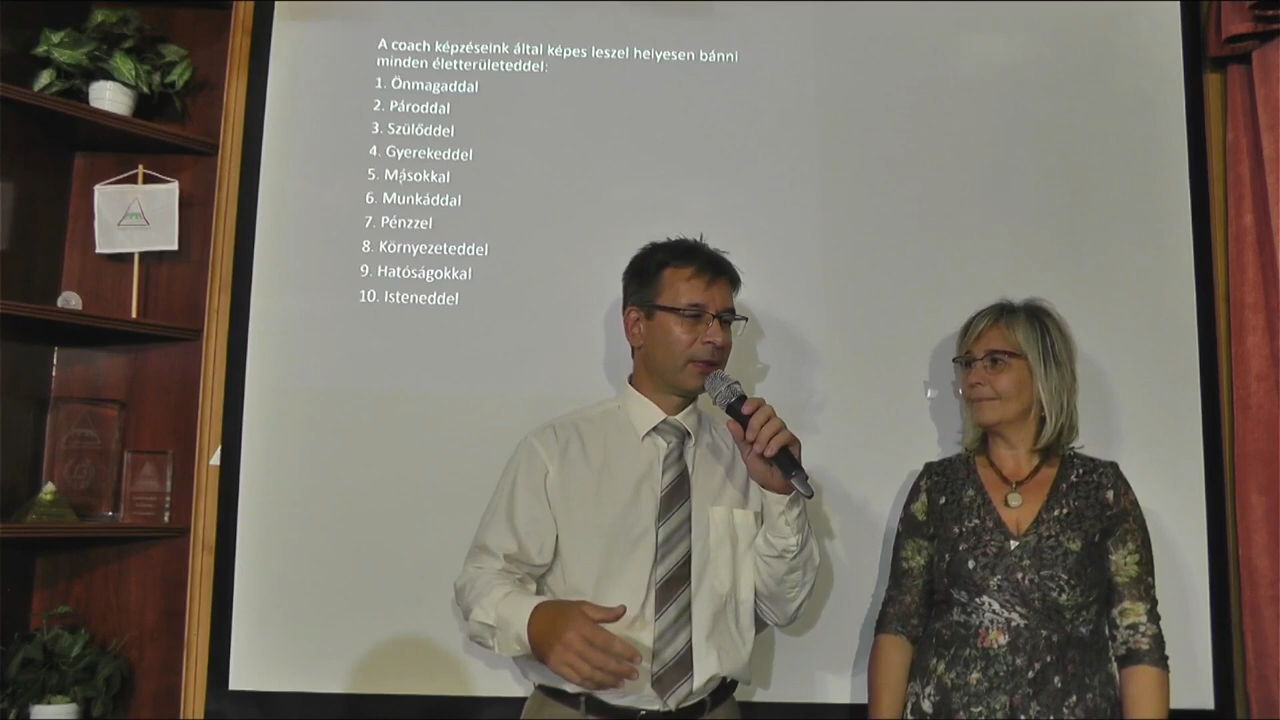 A coach képzéseink által képes leszel helyesen bánni
minden életterületeddel:
1. Önmagaddal
2. Pároddal
3. Szülőddel
4. Gyerekeddel
5. Másokkal
6. Munkáddal
7. Pénzzel
8. Környezeteddel
9. Hatóságokkal
10. Isteneddel